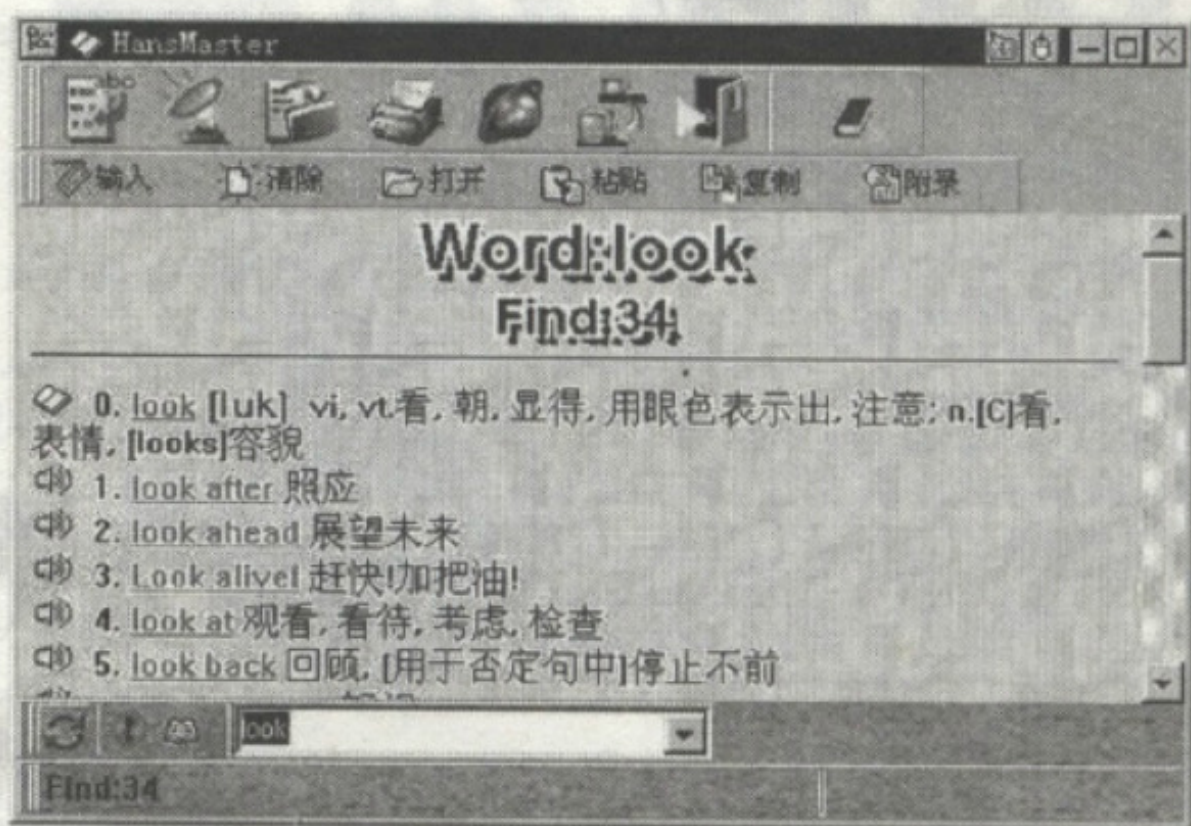 HansMaster
abc
输入 清除 打开 粘贴 复制 附录
Word:look
Find:34
0. look [luk] vi, vt.看, 朝, 显得, 用眼色表示出, 注意; n.[C]看,
表情, [looks]容貌
1. look after 照应
2. look ahead 展望未来
3. Look alive! 赶快!加把油!
4. look at 观看, 看待, 考虑, 检查
5. look back 回顾, [用于否定句中]停止不前
look
Find:34